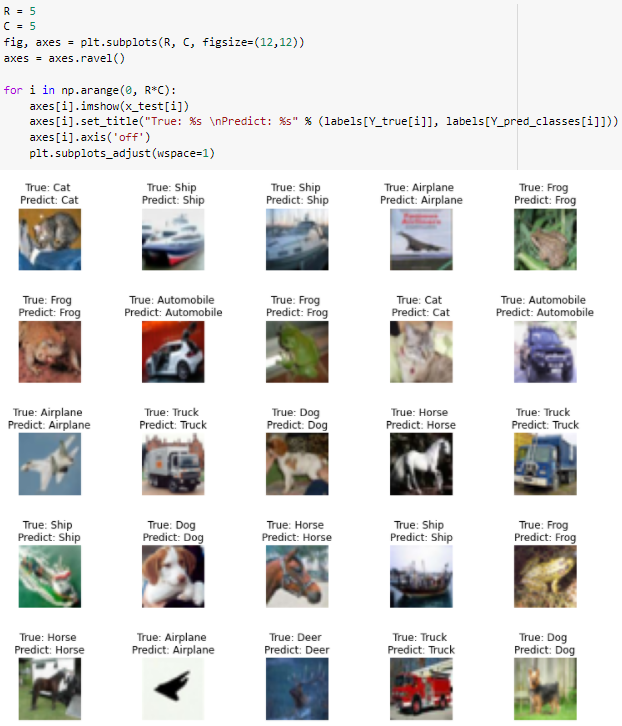 R = 5
C = 5
fig, axes = plt.subplots(R, C, figsize=(12,12))
axes = axes.ravel()
for i in np.arange(0, R*C):
    axes[i].imshow(x_test[i])
    axes[i].set_title("True: %s \nPredict: %s" % (labels[Y_true[i]], labels[Y_pred_classes[i]]))
    axes[i].axis('off')
    plt.subplots_adjust(wspace=1)
True: Cat
Predict: Cat
True: Ship
Predict: Ship
True: Ship
Predict: Ship
True: Airplane
Predict: Airplane
True: Frog
Predict: Frog
True: Frog
Predict: Frog
True: Automobile
Predict: Automobile
True: Frog
Predict: Frog
True: Cat
Predict: Cat
True: Automobile
Predict: Automobile
True: Airplane
Predict: Airplane
True: Truck
Predict: Truck
True: Dog
Predict: Dog
True: Horse
Predict: Horse
True: Truck
Predict: Truck
True: Ship
Predict: Ship
True: Dog
Predict: Dog
True: Horse
Predict: Horse
True: Ship
Predict: Ship
True: Frog
Predict: Frog
True: Horse
Predict: Horse
True: Airplane
Predict: Airplane
True: Deer
Predict: Deer
True: Truck
Predict: Truck
True: Dog
Predict: Dog